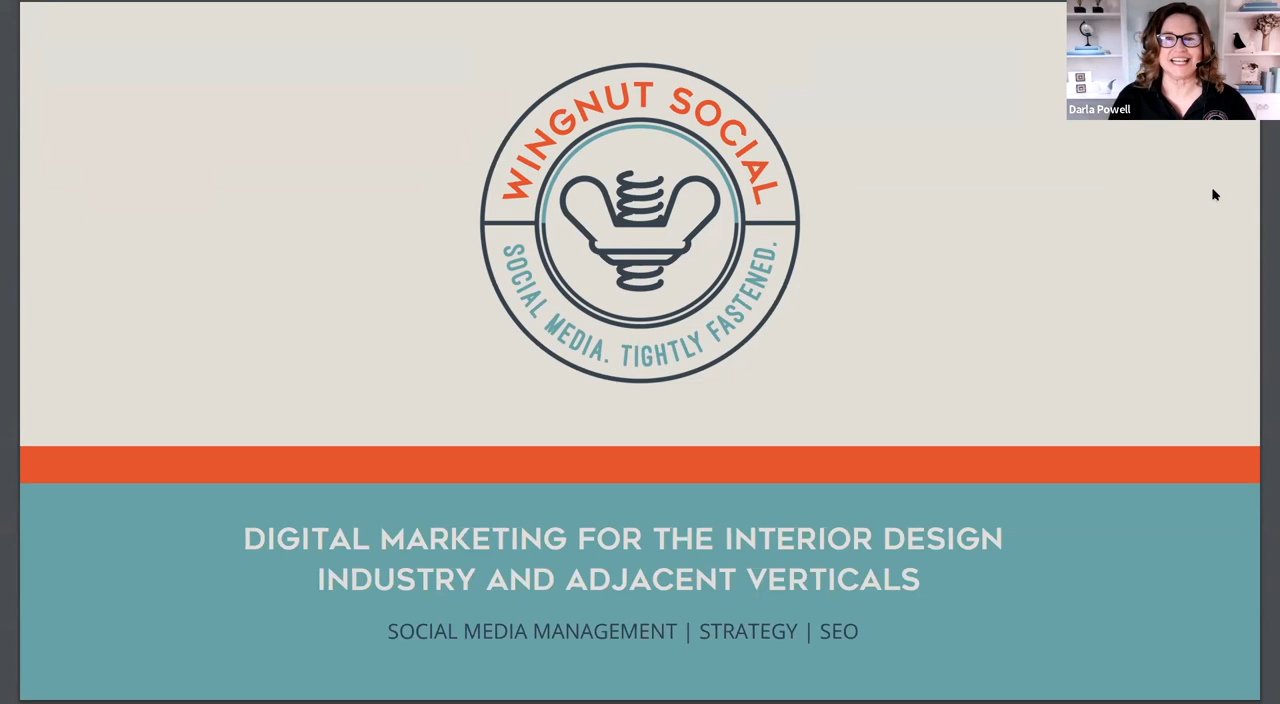 WINGNUT SOCIAL
SOCIAL MEDIA. TIGHTLY FASTENED.
Darla Powell
DIGITAL MARKETING FOR THE INTERIOR DESIGN
INDUSTRY AND ADJACENT VERTICALS
SOCIAL MEDIA MANAGEMENT | STRATEGY | SEO